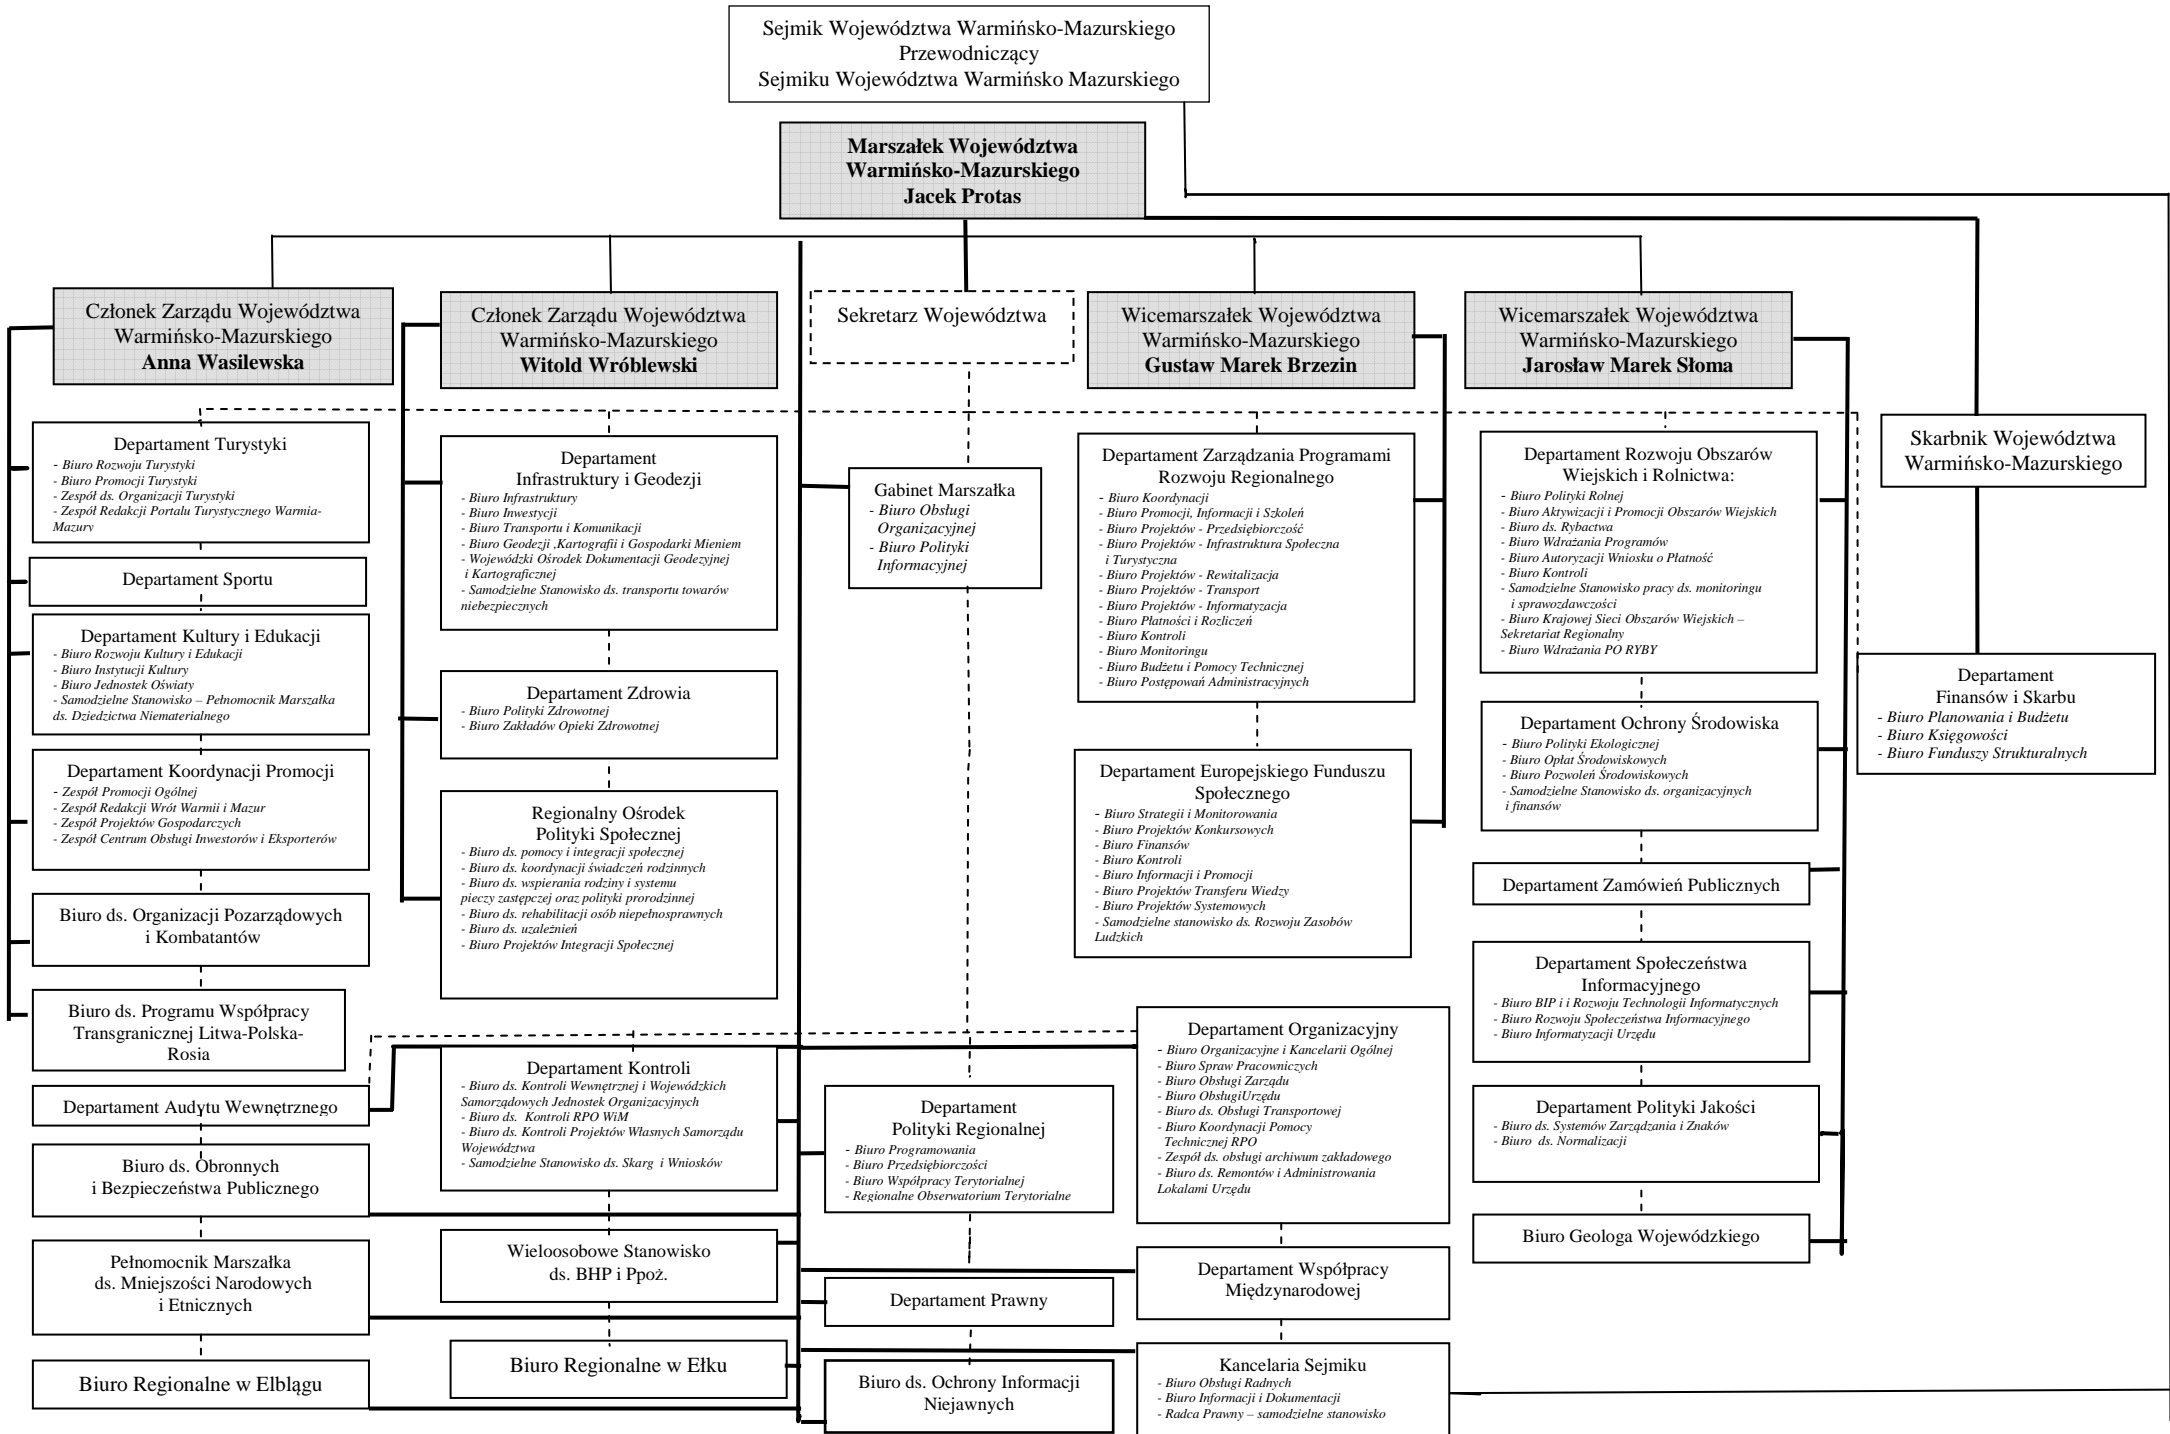 Sejmik Województwa Warmińsko-Mazurskiego
Przewodniczący
Sejmiku Województwa Warmińsko Mazurskiego
Marszałek Województwa
Warmińsko-Mazurskiego
Jacek Protas
Członek Zarządu Województwa
Warmińsko-Mazurskiego
Anna Wasilewska
Członek Zarządu Województwa
Warmińsko-Mazurskiego
Witold Wróblewski
Sekretarz Województwa
Wicemarszałek Województwa
Warmińsko-Mazurskiego
Gustaw Marek Brzezin
Wicemarszałek Województwa
Warmińsko-Mazurskiego
Jarosław Marek Słoma
Skarbnik Województwa
Warmińsko-Mazurskiego
Departament Turystyki
- Biuro Rozwoju Turystyki
- Biuro Promocji Turystyki
- Zespół ds. Organizacji Turystyki
- Zespół Redakcji Portalu Turystycznego Warmia-
Mazury
Departament Sportu
Departament Kultury i Edukacji
- Biuro Rozwoju Kultury i Edukacji
- Biuro Instytucji Kultury
- Biuro Jednostek Oświaty
- Samodzielne Stanowisko – Pełnomocnik Marszałka
ds. Dziedzictwa Niematerialnego
Departament Koordynacji Promocji
- Zespół Promocji Ogólnej
- Zespół Redakcji Wrót Warmii i Mazur
- Zespół Projektów Gospodarczych
- Zespół Centrum Obsługi Inwestorów i Eksporterów
Biuro ds. Organizacji Pozarządowych
i Kombatantów
Biuro ds. Programu Współpracy
Transgranicznej Litwa-Polska-
Rosja
Departament Audytu Wewnętrznego
Biuro ds. Obronnych
i Bezpieczeństwa Publicznego
Pełnomocnik Marszałka
ds. Mniejszości Narodowych
i Etnicznych
Biuro Regionalne w Elblągu
Departament
Infrastruktury i Geodezji
- Biuro Infrastruktury
- Biuro Inwestycji
- Biuro Transportu i Komunikacji
- Biuro Geodezji ,Kartografii i Gospodarki Mieniem
- Wojewódzki Ośrodek Dokumentacji Geodezyjnej
i Kartograficznej
- Samodzielne Stanowisko ds. transportu towarów
niebezpiecznych
Departament Zdrowia
- Biuro Polityki Zdrowotnej
- Biuro Zakładów Opieki Zdrowotnej
Regionalny Ośrodek
Polityki Społecznej
- Biuro ds. pomocy i integracji społecznej
- Biuro ds. koordynacji świadczeń rodzinnych
- Biuro ds. wspierania rodziny i systemu
pieczy zastępczej oraz polityki prorodzinnej
- Biuro ds. rehabilitacji osób niepełnosprawnych
- Biuro ds. uzależnień
- Biuro Projektów Integracji Społecznej
Departament Kontroli
- Biuro ds. Kontroli Wewnętrznej i Wojewódzkich
Samorządowych Jednostek Organizacyjnych
- Biuro ds. Kontroli RPO WiM
- Biuro ds. Kontroli Projektów Własnych Samorządu
Województwa
- Samodzielne Stanowisko ds. Skarg i Wniosków
Wieloosobowe Stanowisko
ds. BHP i Ppoż.
Biuro Regionalne w Ełku
Gabinet Marszałka
- Biuro Obsługi
Organizacyjnej
- Biuro Polityki
Informacyjnej
Departament
Polityki Regionalnej
- Biuro Programowania
- Biuro Przedsiębiorczości
- Biuro Współpracy Terytorialnej
- Regionalne Obserwatorium Terytorialne
Departament Prawny
Biuro ds. Ochrony Informacji
Niejawnych
Departament Zarządzania Programami
Rozwoju Regionalnego
- Biuro Koordynacji
- Biuro Promocji, Informacji i Szkoleń
- Biuro Projektów - Przedsiębiorczość
- Biuro Projektów - Infrastruktura Społeczna
i Turystyczna
- Biuro Projektów - Rewitalizacja
- Biuro Projektów - Transport
- Biuro Projektów - Informatyzacja
- Biuro Płatności i Rozliczeń
- Biuro Kontroli
- Biuro Monitoringu
- Biuro Budżetu i Pomocy Technicznej
- Biuro Postępowań Administracyjnych
Departament Europejskiego Funduszu
Społecznego
- Biuro Strategii i Monitorowania
- Biuro Projektów Konkursowych
- Biuro Finansów
- Biuro Kontroli
- Biuro Informacji i Promocji
- Biuro Projektów Transferu Wiedzy
- Biuro Projektów Systemowych
- Samodzielne stanowisko ds. Rozwoju Zasobów
Ludzkich
Departament Organizacyjny
- Biuro Organizacyjne i Kancelarii Ogólnej
- Biuro Spraw Pracowniczych
- Biuro Obsługi Zarządu
- Biuro ObsługiUrzędu
- Biuro ds. Obsługi Transportowej
- Biuro Koordynacji Pomocy
Technicznej RPO
- Zespół ds. obsługi archiwum zakładowego
- Biuro ds. Remontów i Administrowania
Lokalami Urzędu
Departament Współpracy
Międzynarodowej
Kancelaria Sejmiku
- Biuro Obsługi Radnych
- Biuro Informacji i Dokumentacji
- Radca Prawny – samodzielne stanowisko
Departament Rozwoju Obszarów
Wiejskich i Rolnictwa:
- Biuro Polityki Rolnej
- Biuro Aktywizacji i Promocji Obszarów Wiejskich
- Biuro ds. Rybactwa
- Biuro Wdrażania Programów
- Biuro Autoryzacji Wniosku o Płatność
- Biuro Kontroli
- Samodzielne Stanowisko pracy ds. monitoringu
i sprawozdawczości
- Biuro Krajowej Sieci Obszarów Wiejskich –
Sekretariat Regionalny
- Biuro Wdrażania PO RYBY
Departament Ochrony Środowiska
- Biuro Polityki Ekologicznej
- Biuro Opłat Środowiskowych
- Biuro Pozwoleń Środowiskowych
- Samodzielne Stanowisko ds. organizacyjnych
i finansów
Departament Zamówień Publicznych
Departament Społeczeństwa
Informacyjnego
- Biuro BIP i i Rozwoju Technologii Informatycznych
- Biuro Rozwoju Społeczeństwa Informacyjnego
- Biuro Informatyzacji Urzędu
Departament Polityki Jakości
- Biuro ds. Systemów Zarządzania i Znaków
- Biuro ds. Normalizacji
Biuro Geologa Wojewódzkiego
Departament
Finansów i Skarbu
- Biuro Planowania i Budżetu
- Biuro Księgowości
- Biuro Funduszy Strukturalnych